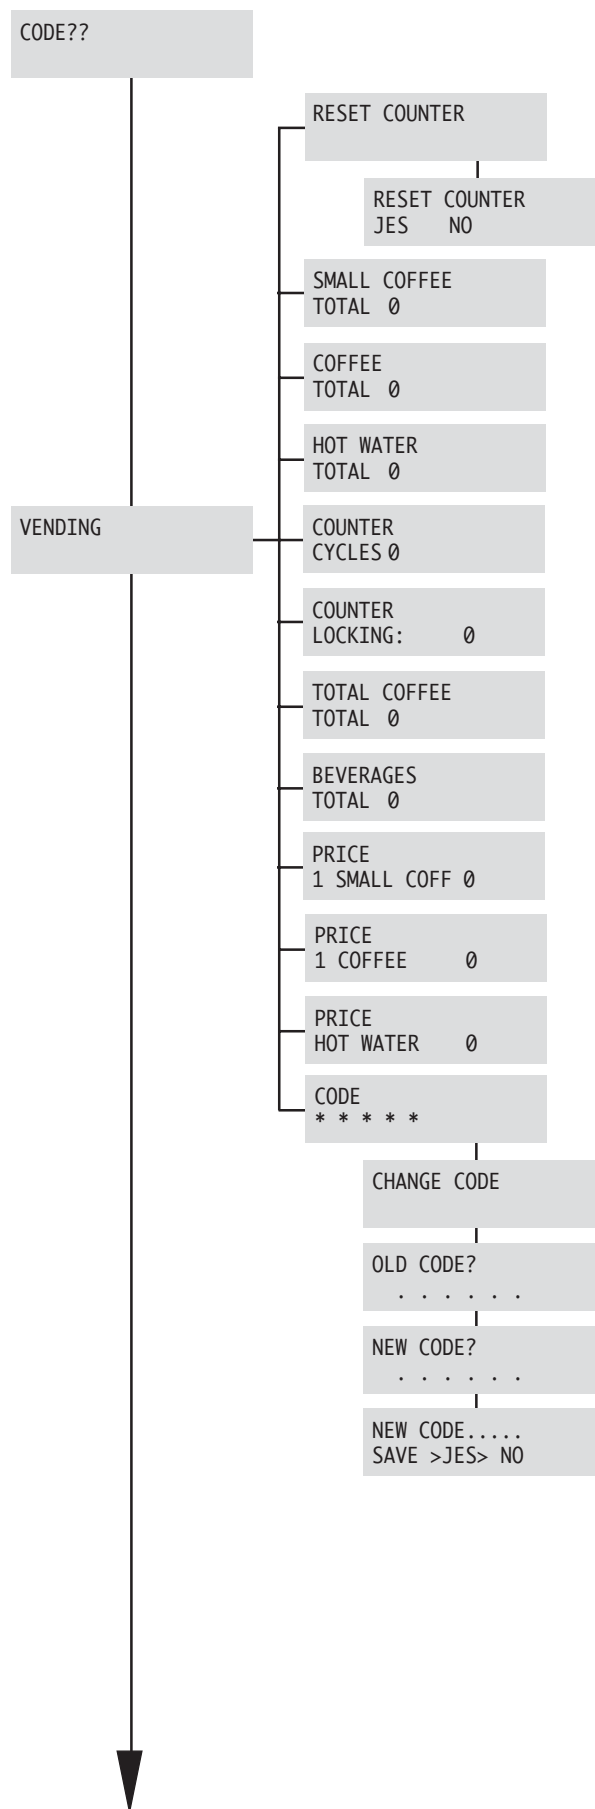 CODE??
RESET COUNTER
RESET COUNTER
JES NO
SMALL COFFEE
TOTAL 0
COFFEE
TOTAL 0
HOT WATER
TOTAL 0
VENDING
COUNTER
CYCLES 0
COUNTER
LOCKING: 0
TOTAL COFFEE
TOTAL 0
BEVERAGES
TOTAL 0
PRICE
1 SMALL COFF 0
PRICE
1 COFFEE 0
PRICE
HOT WATER 0
CODE
* * * * *
CHANGE CODE
OLD CODE?
. . . . . .
NEW CODE?
. . . . . .
NEW CODE.....
SAVE >JES> NO